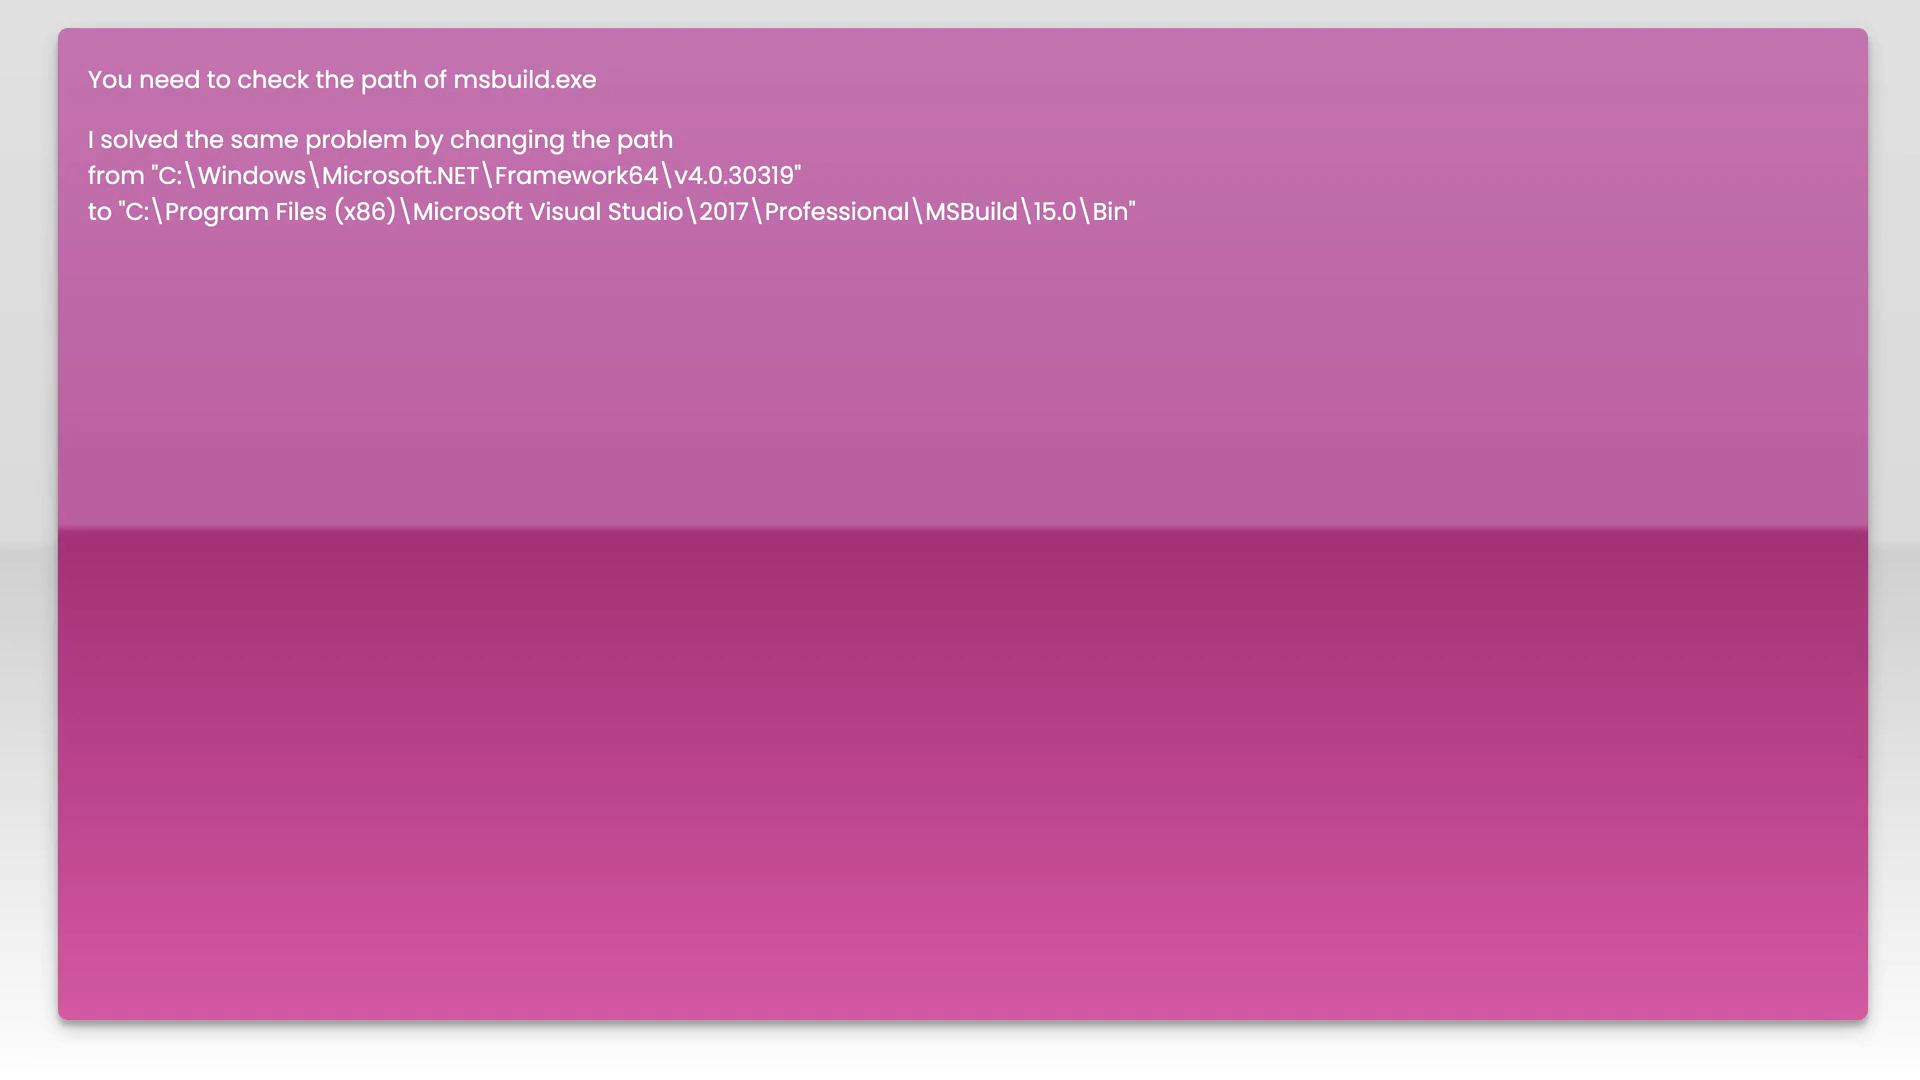 You need to check the path of msbuild.exe
I solved the same problem by changing the path
from "C:\Windows\Microsoft.NET\Framework64\v4.0.30319"
to "C:\Program Files (x86)\Microsoft Visual Studio\2017\Professional\MSBuild\15.0\Bin"